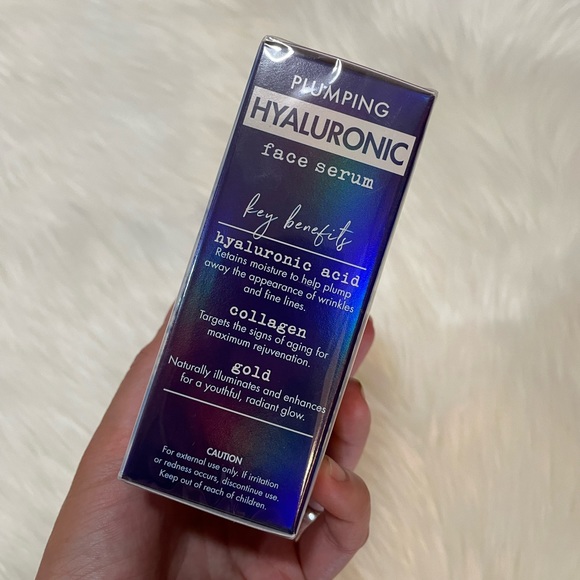 PLUMPING
HYALURONIC
face serum
key benefits
hyaluronic acid
Retains moisture to help plump
away the appearance of wrinkles
and fine lines.
collagen
Targets the signs of aging for
maximum rejuvenation.
gold
Naturally illuminates and enhances
for a youthful, radiant glow.
CAUTION
For external use only. If irritation
or redness occurs, discontinue use.
Keep out of reach of children.